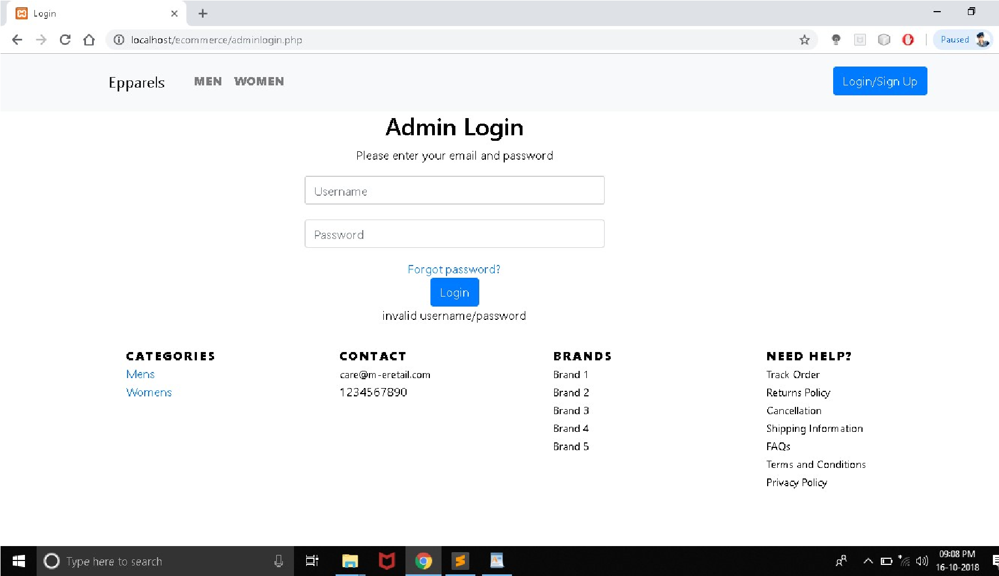 Login
localhost/ecommerce/adminlogin.php
Paused
Epparels
MEN
WOMEN
Login/Sign Up
Admin Login
Please enter your email and password
Username
Password
Forgot password?
Login
invalid username/password
CATEGORIES
Mens
Womens
CONTACT
care@m-eretail.com
1234567890
BRANDS
Brand 1
Brand 2
Brand 3
Brand 4
Brand 5
NEED HELP?
Track Order
Returns Policy
Cancellation
Shipping Information
FAQs
Terms and Conditions
Privacy Policy
Type here to search
09:08 PM
16-10-2018